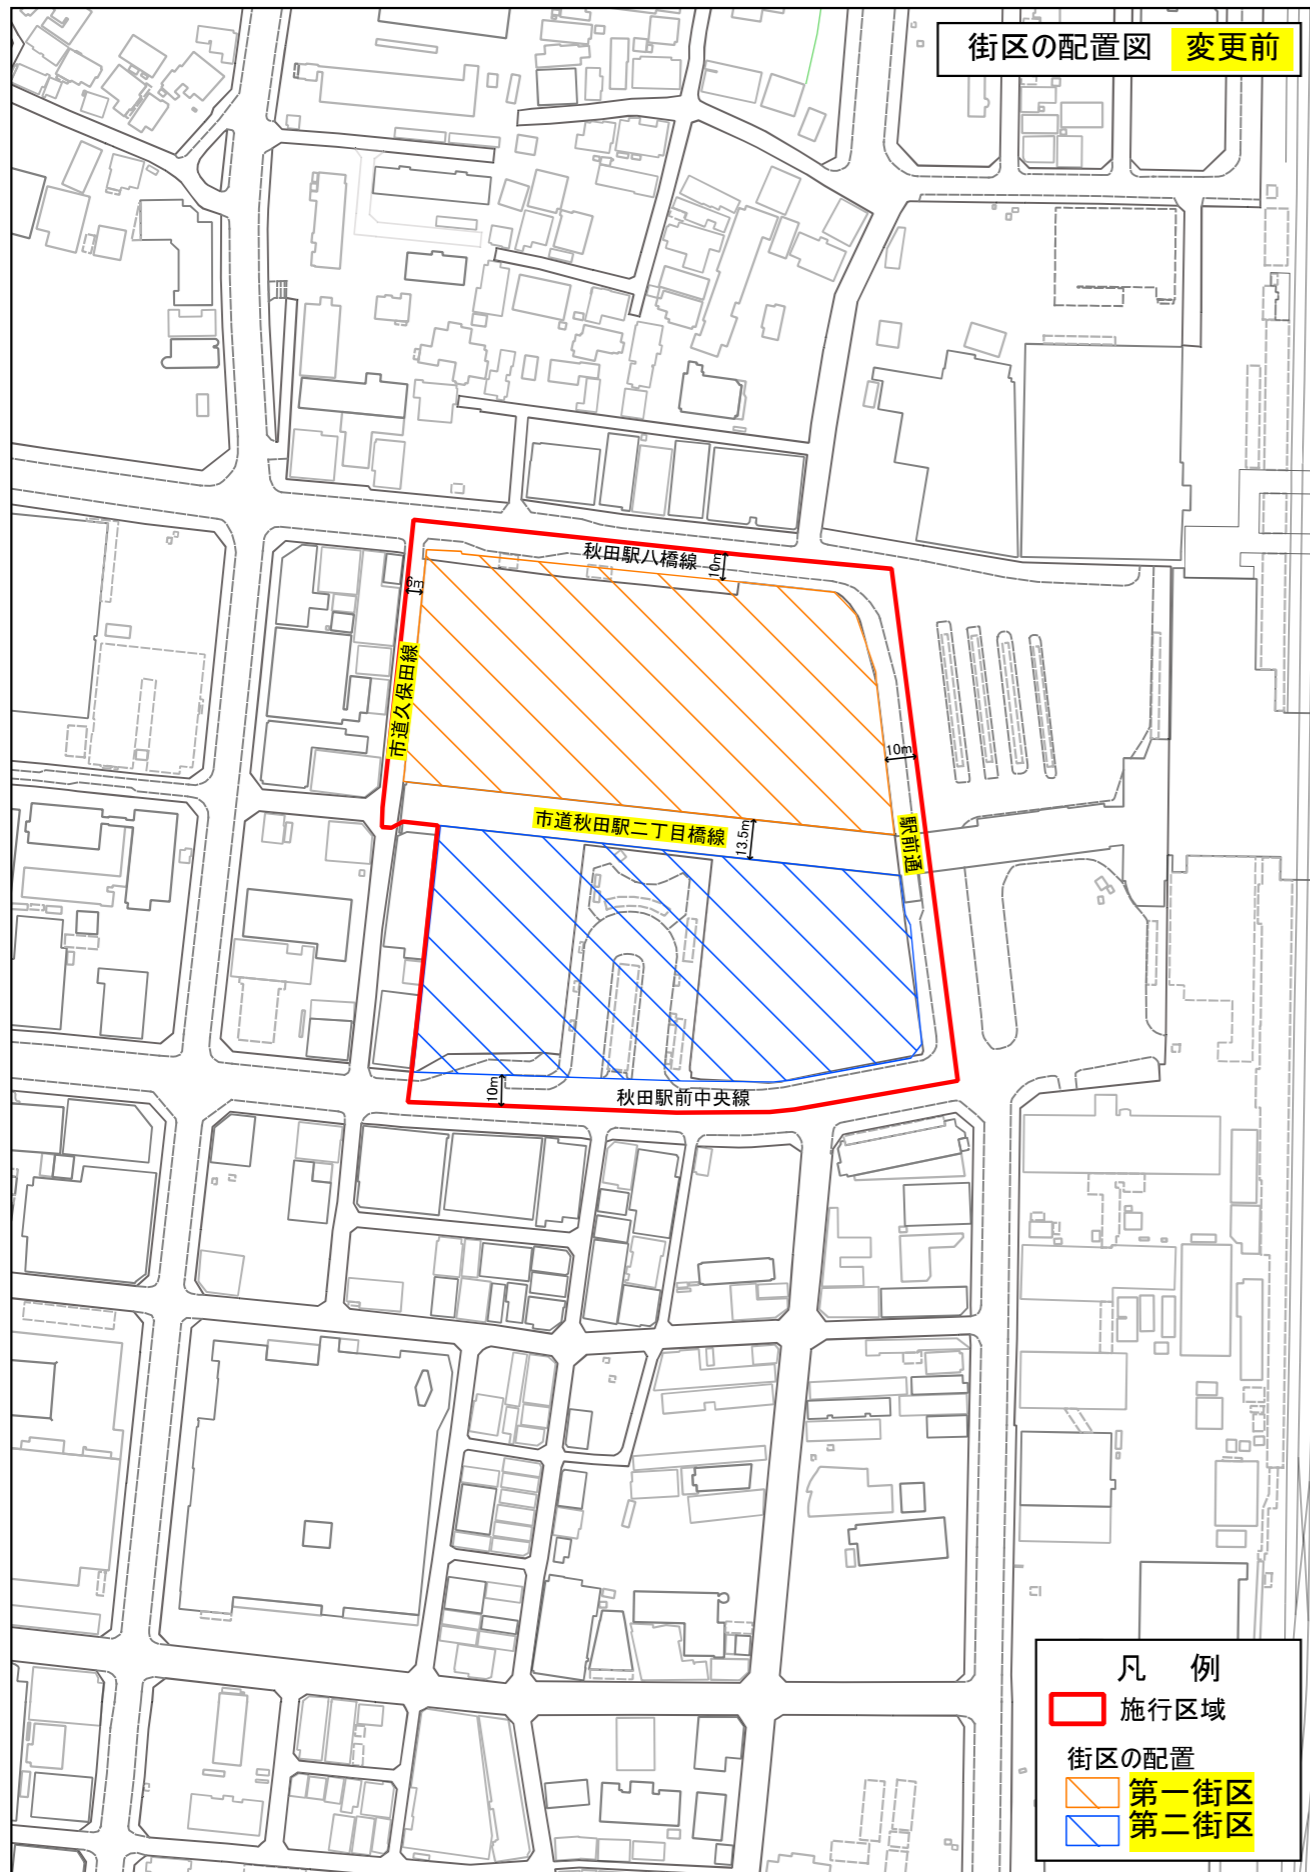 街区の配置図 変更前
秋田駅八橋線
10m
6m
市道久保田線
10m
市道秋田駅二丁目橋線
13.5m
駅前通
10m
秋田駅前中央線
凡 例
施行区域
街区の配置
第一街区
第二街区